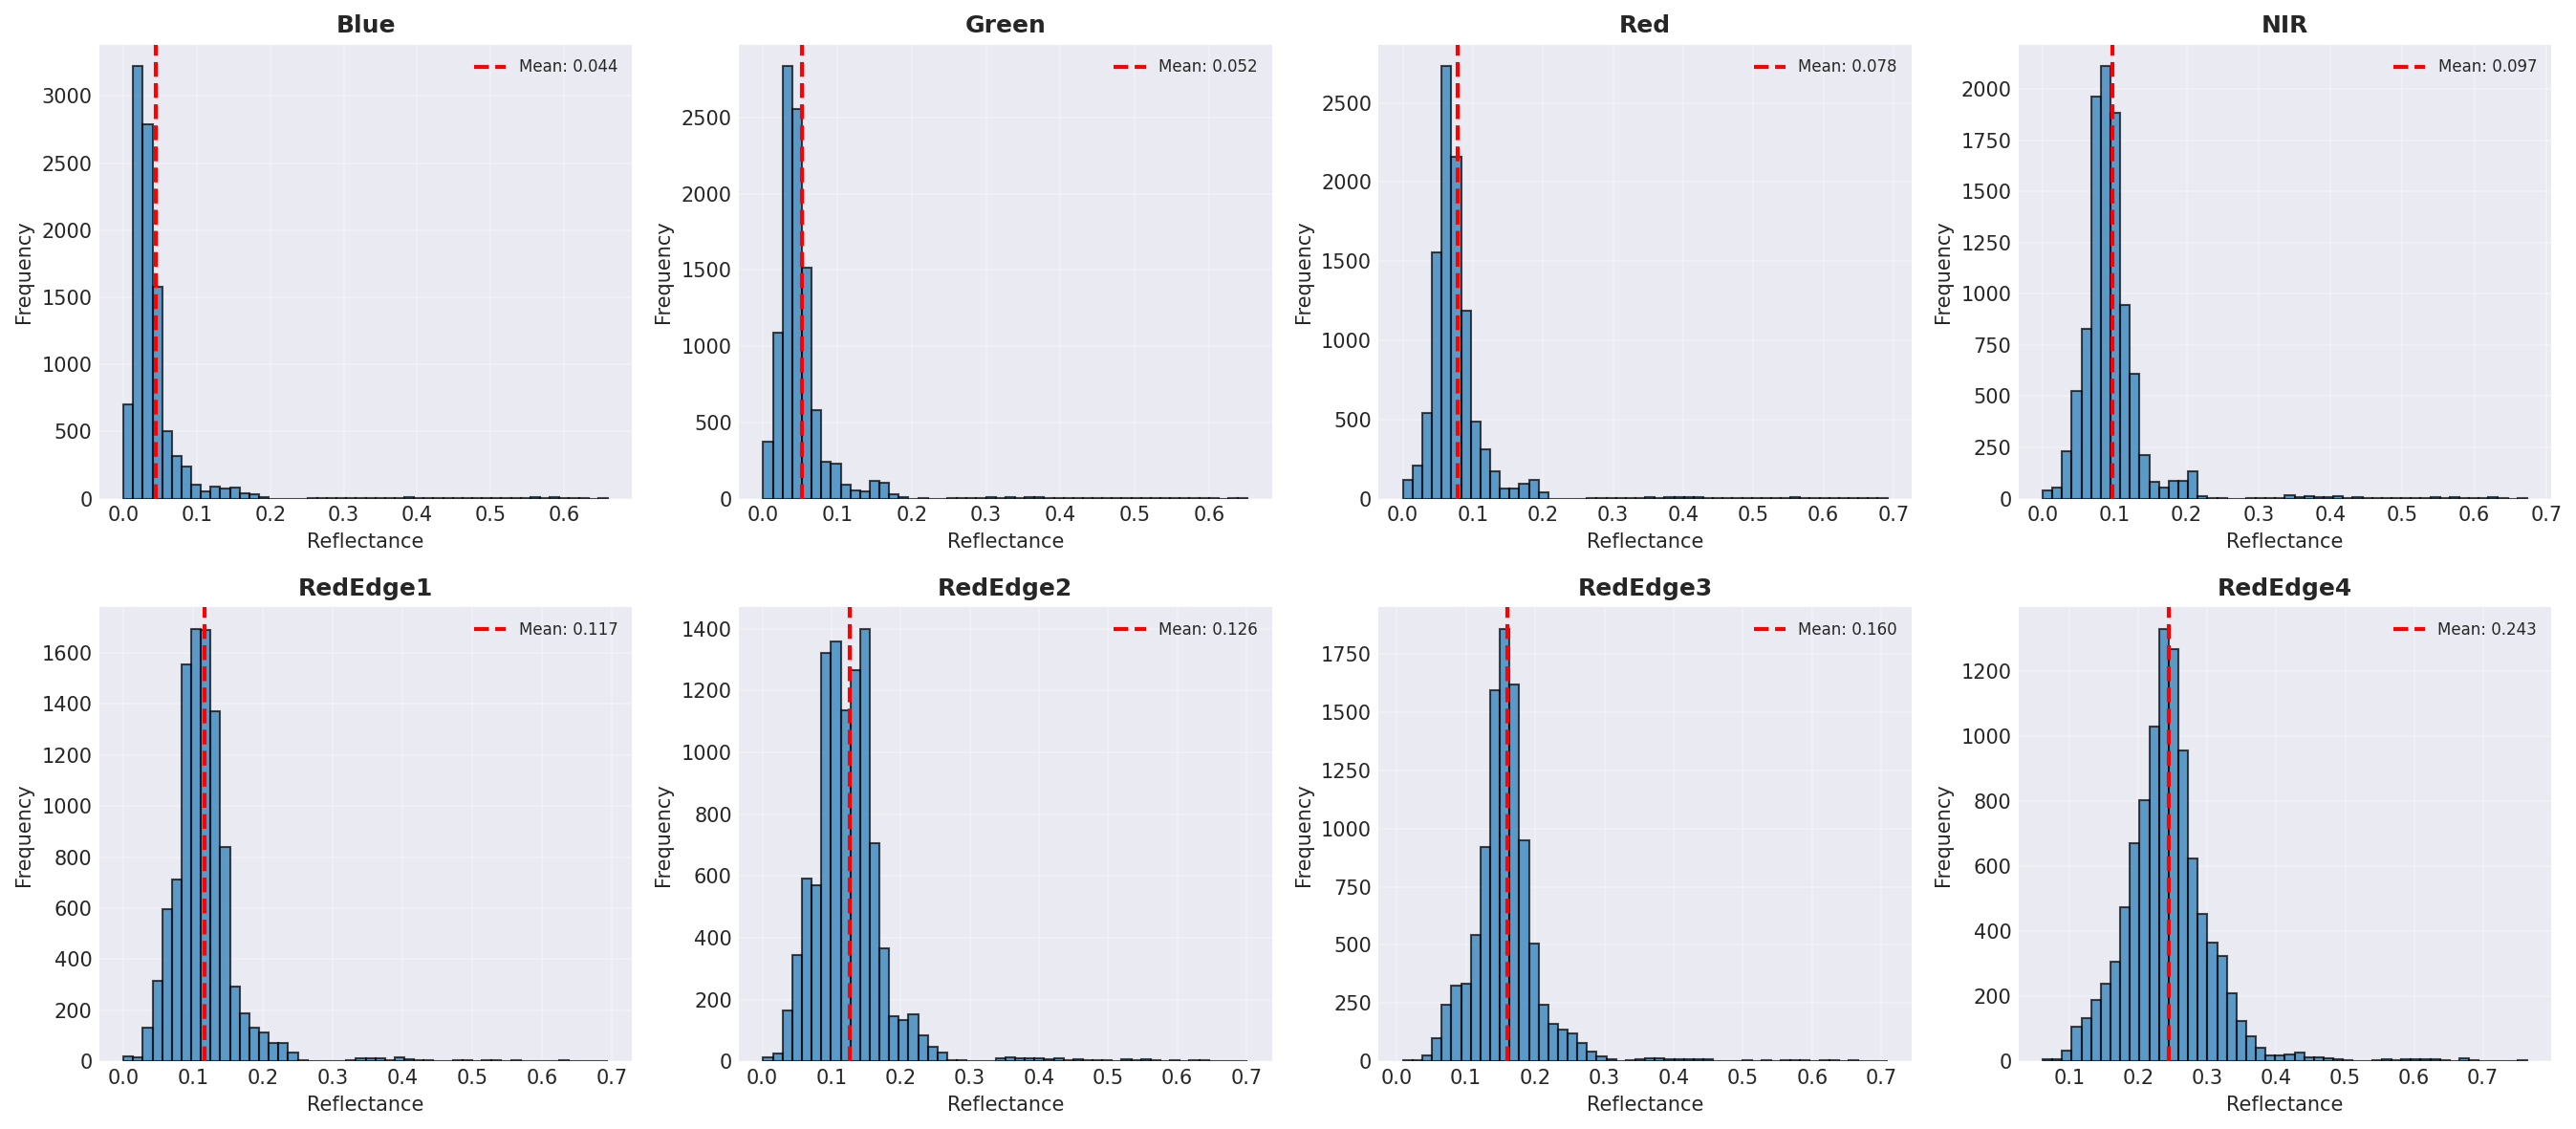 Blue
Mean: 0.044
3000
2500
2000
1500
1000
500
0
Frequency
0.0 0.1 0.2 0.3 0.4 0.5 0.6
Reflectance
Green
Mean: 0.052
2500
2000
1500
1000
500
0
Frequency
0.0 0.1 0.2 0.3 0.4 0.5 0.6
Reflectance
Red
Mean: 0.078
2500
2000
1500
1000
500
0
Frequency
0.0 0.1 0.2 0.3 0.4 0.5 0.6 0.7
Reflectance
NIR
Mean: 0.097
2000
1750
1500
1250
1000
750
500
250
0
Frequency
0.0 0.1 0.2 0.3 0.4 0.5 0.6 0.7
Reflectance
RedEdge1
Mean: 0.117
1600
1400
1200
1000
800
600
400
200
0
Frequency
0.0 0.1 0.2 0.3 0.4 0.5 0.6 0.7
Reflectance
RedEdge2
Mean: 0.126
1400
1200
1000
800
600
400
200
0
Frequency
0.0 0.1 0.2 0.3 0.4 0.5 0.6 0.7
Reflectance
RedEdge3
Mean: 0.160
1750
1500
1250
1000
750
500
250
0
Frequency
0.0 0.1 0.2 0.3 0.4 0.5 0.6 0.7
Reflectance
RedEdge4
Mean: 0.243
1200
1000
800
600
400
200
0
Frequency
0.1 0.2 0.3 0.4 0.5 0.6 0.7
Reflectance